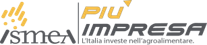 ismea
PIU'
IMPRESA
L'Italia investe nell'agroalimentare.